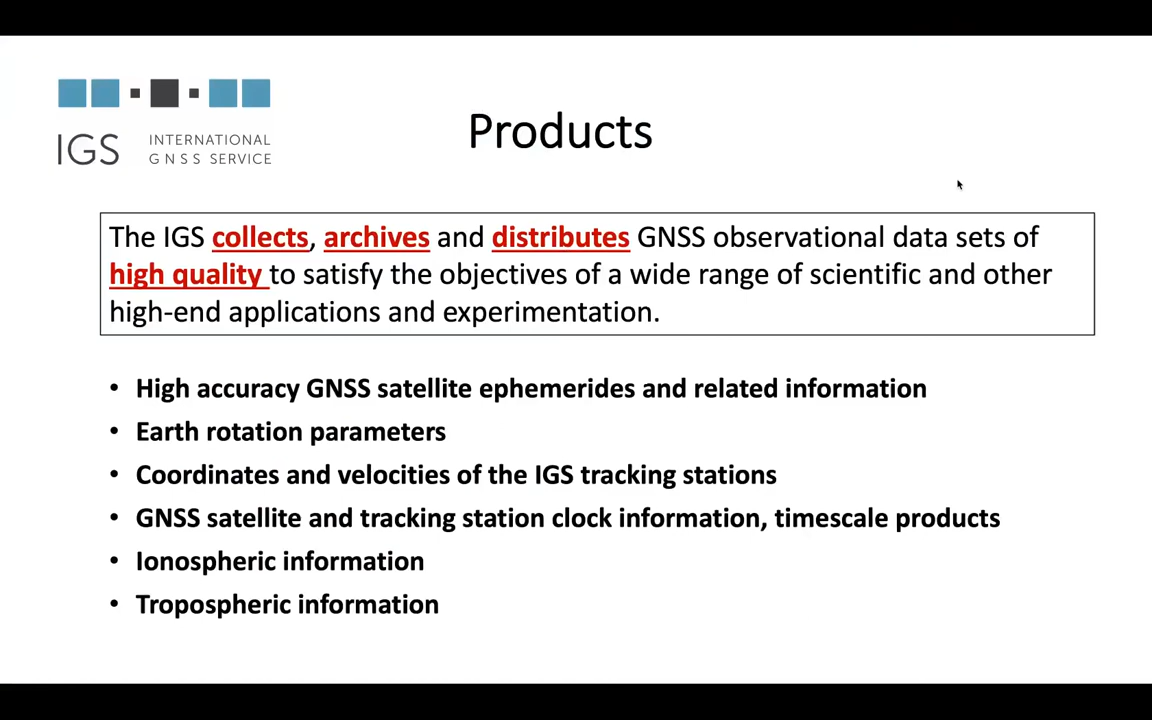 IGS
INTERNATIONAL
GNSS SERVICE
Products
The IGS collects, archives and distributes GNSS observational data sets of
high quality to satisfy the objectives of a wide range of scientific and other
high-end applications and experimentation.
• High accuracy GNSS satellite ephemerides and related information
• Earth rotation parameters
• Coordinates and velocities of the IGS tracking stations
• GNSS satellite and tracking station clock information, timescale products
• Ionospheric information
• Tropospheric information